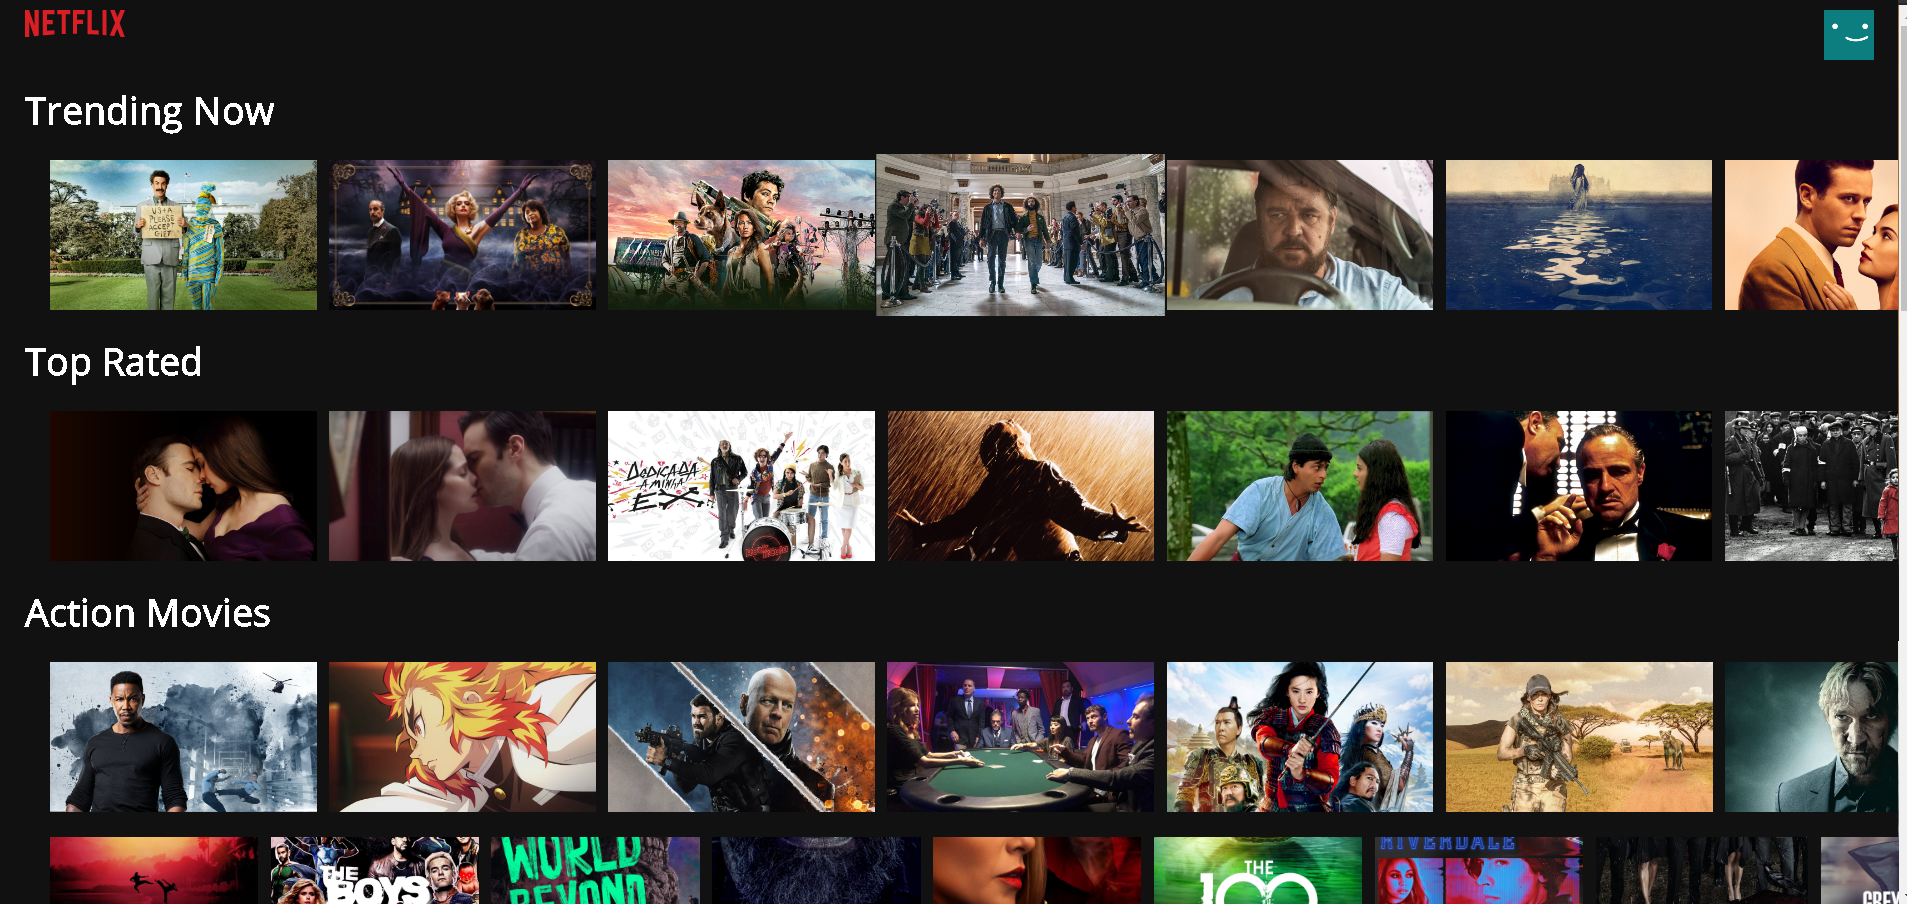 NETFLIX
Trending Now
US+A
PLEASE
ACCEPT
GIFT
Top Rated
DEDICADA
A MINHA
EX
Action Movies
THE
BOYS
WORLD
BEYOND
THE
100
RIVERDALE
GREY